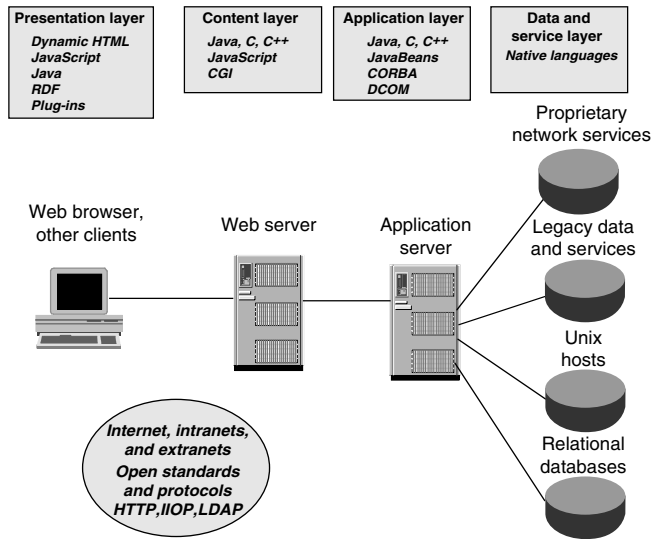 Presentation layer
Dynamic HTML
JavaScript
Java
RDF
Plug-ins
Content layer
Java, C, C++
JavaScript
CGI
Application layer
Java, C, C++
JavaBeans
CORBA
DCOM
Data and
service layer
Native languages
Proprietary
network services
Web browser,
other clients
Web server
Application
server
Legacy data
and services
Unix
hosts
Relational
databases
Internet, intranets,
and extranets
Open standards
and protocols
HTTP,IIOP,LDAP